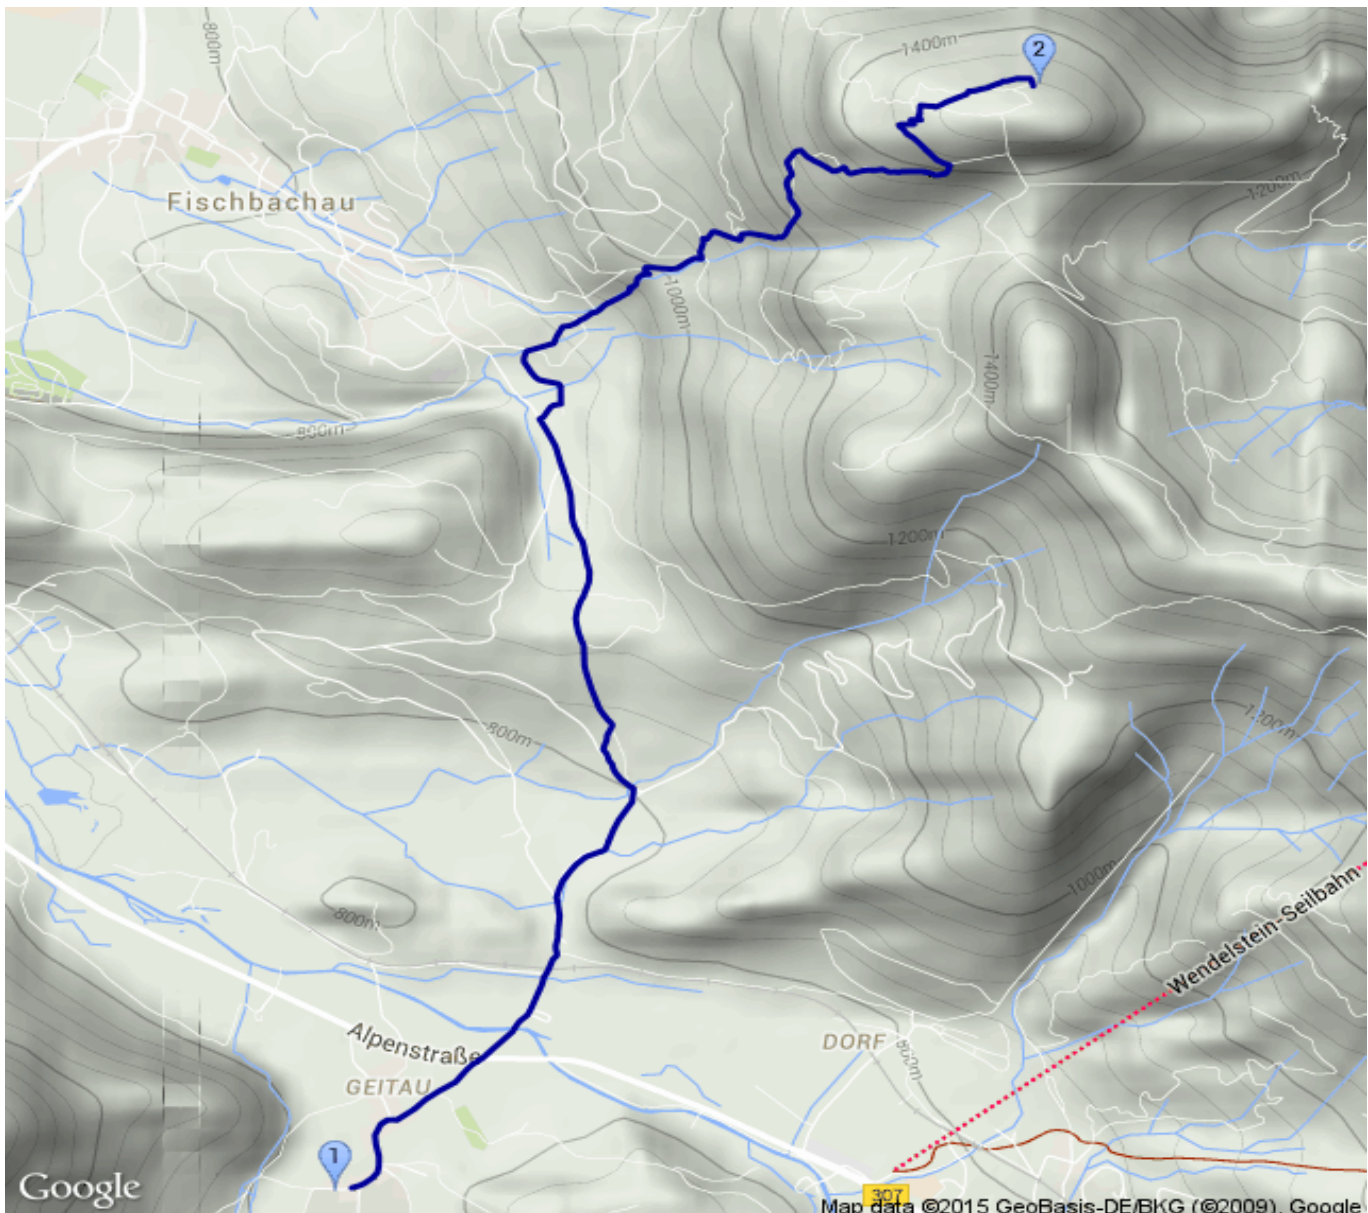 800m
1400m
2
1200m
Fischbachau
1000m
1400m
800m
1200m
800m
1200m
1000m
800m
Wendelstein-Seilbahn
Alpenstraße
DORF
800m
GEITAU
1
Google
307
Map data ©2015 GeoBasis-DE/BKG (©2009), Google